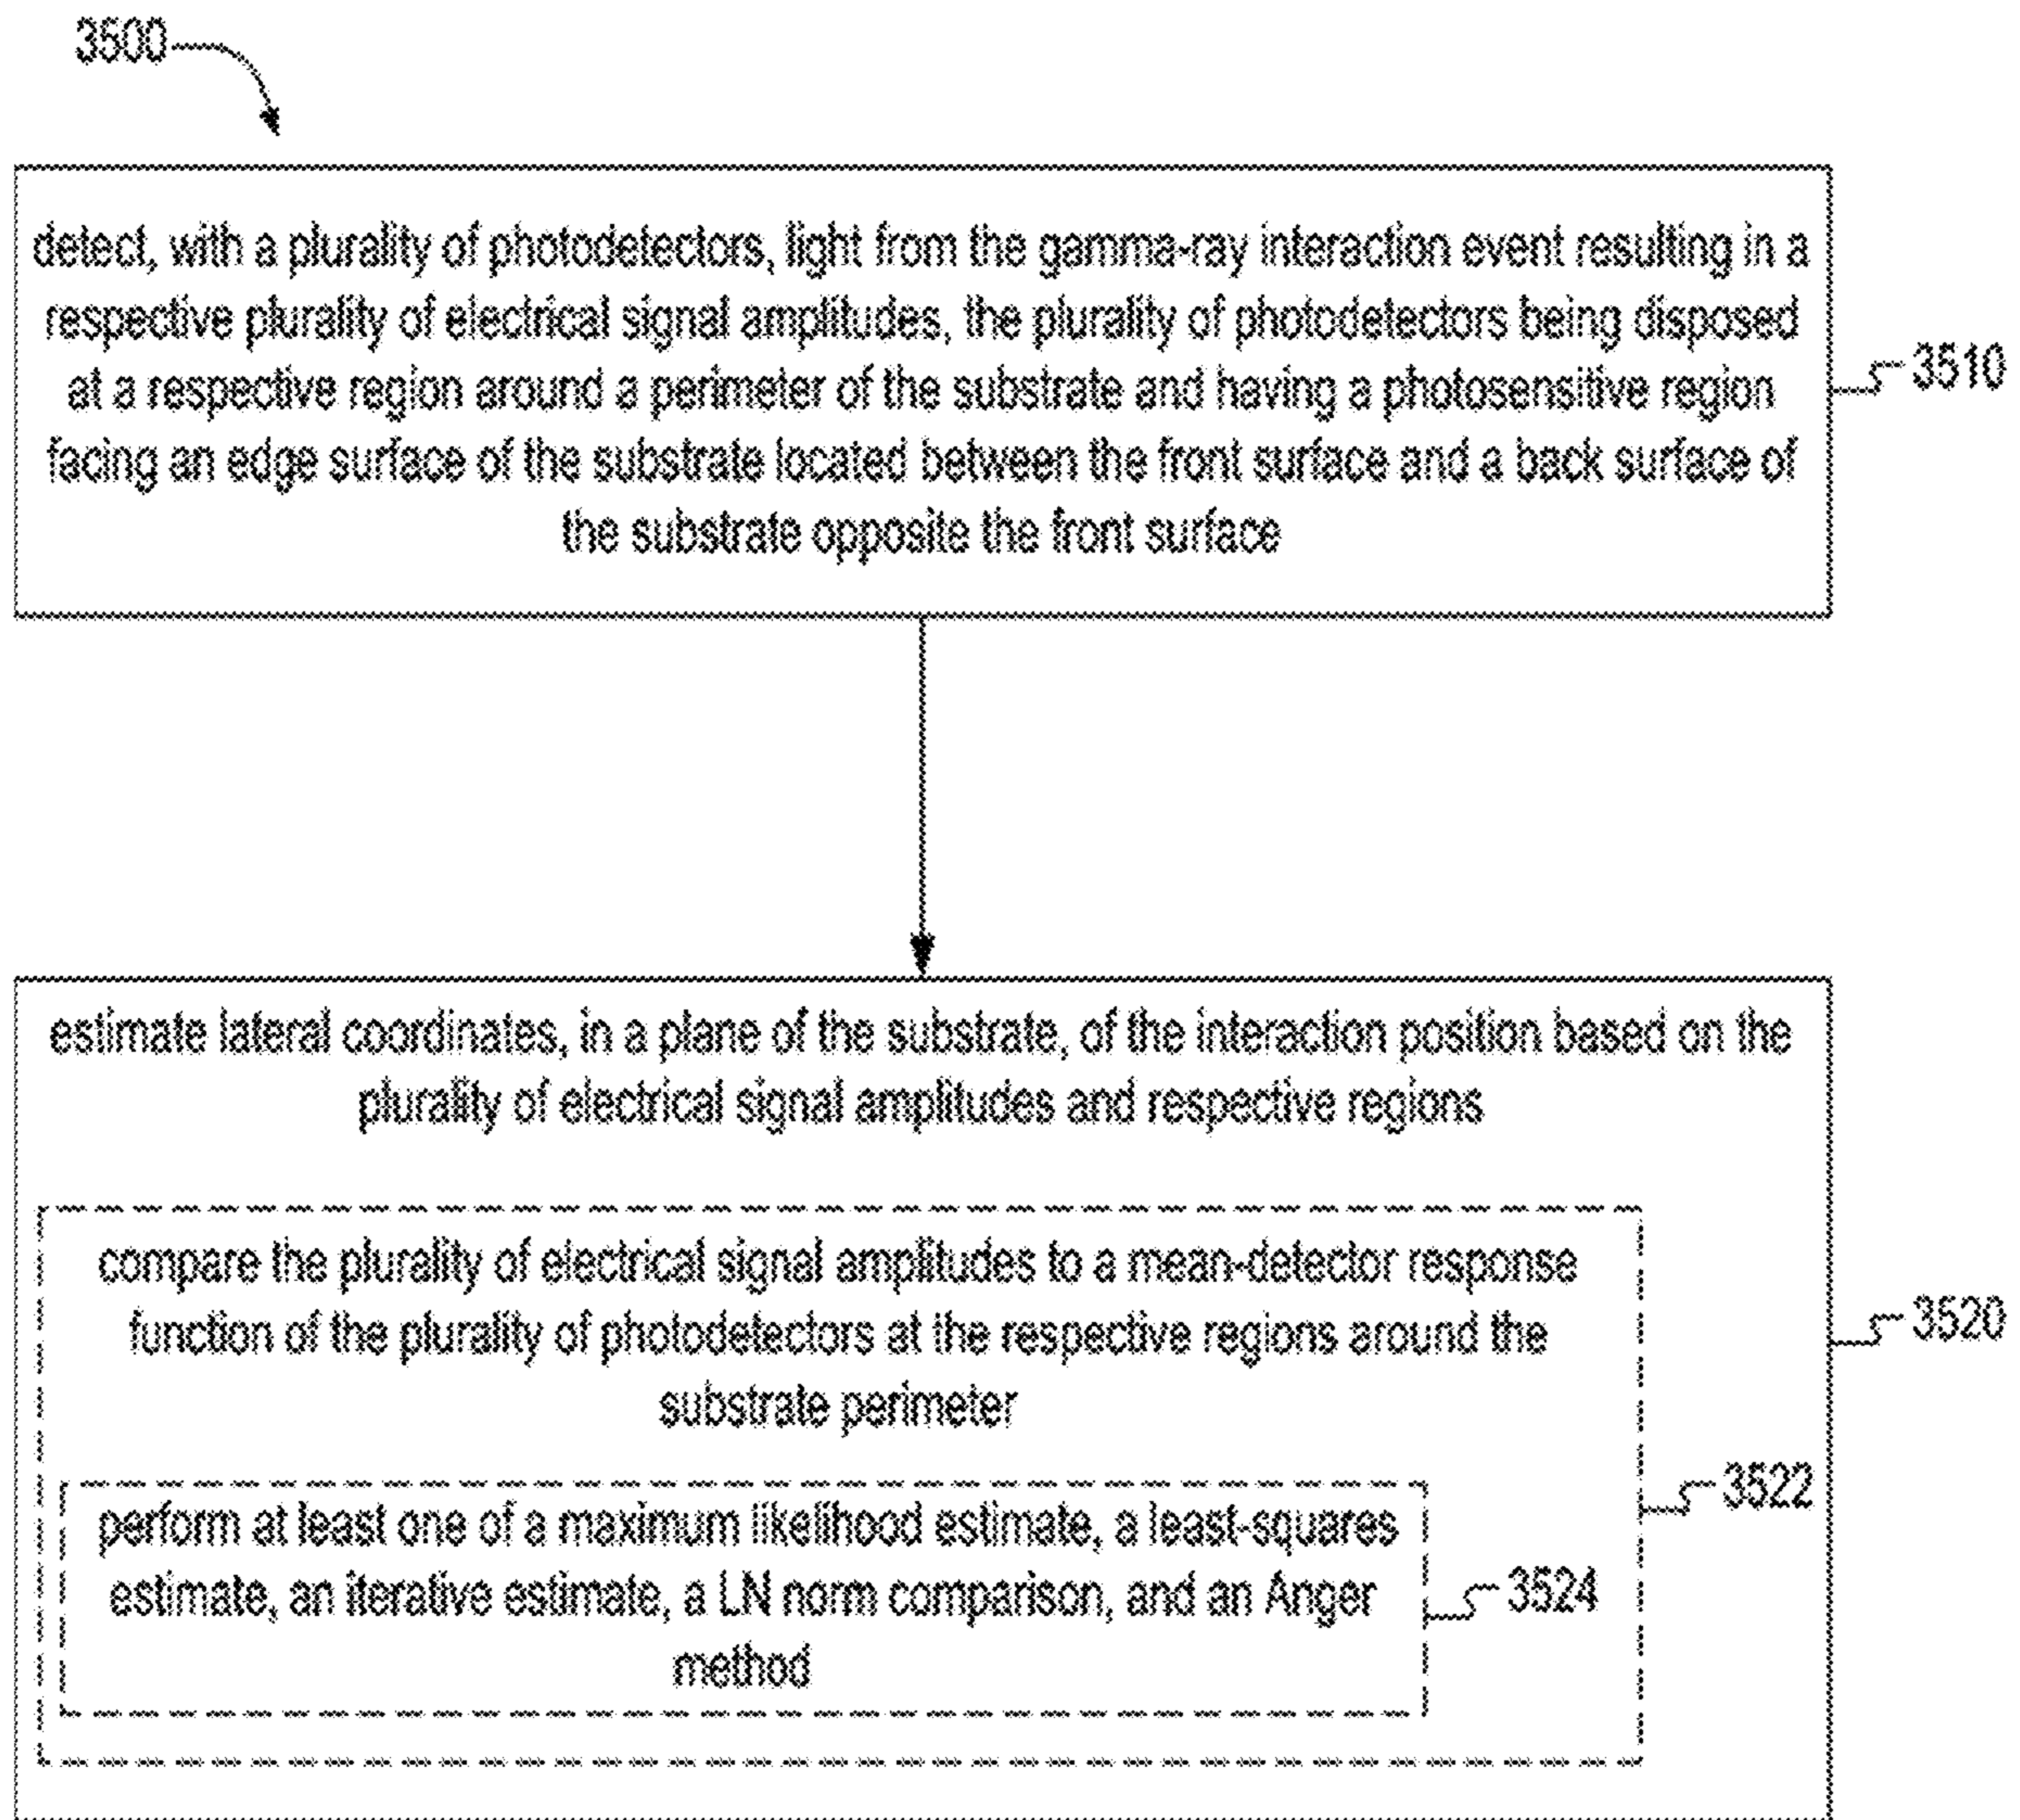 3500
detect, with a plurality of photodetectors, light from the gamma-ray interaction event resulting in a
respective plurality of electrical signal amplitudes, the plurality of photodetectors being disposed
at a respective region around a perimeter of the substrate and having a photosensitive region
facing an edge surface of the substrate located between the front surface and a back surface of
the substrate opposite the front surface
3510
estimate lateral coordinates, in a plane of the substrate, of the interaction position based on the
plurality of electrical signal amplitudes and respective regions
compare the plurality of electrical signal amplitudes to a mean-detector response
function of the plurality of photodetectors at the respective regions around the
substrate perimeter
3520
perform at least one of a maximum likelihood estimate, a least-squares
estimate, an iterative estimate, a LN norm comparison, and an Anger
method
3522
3524